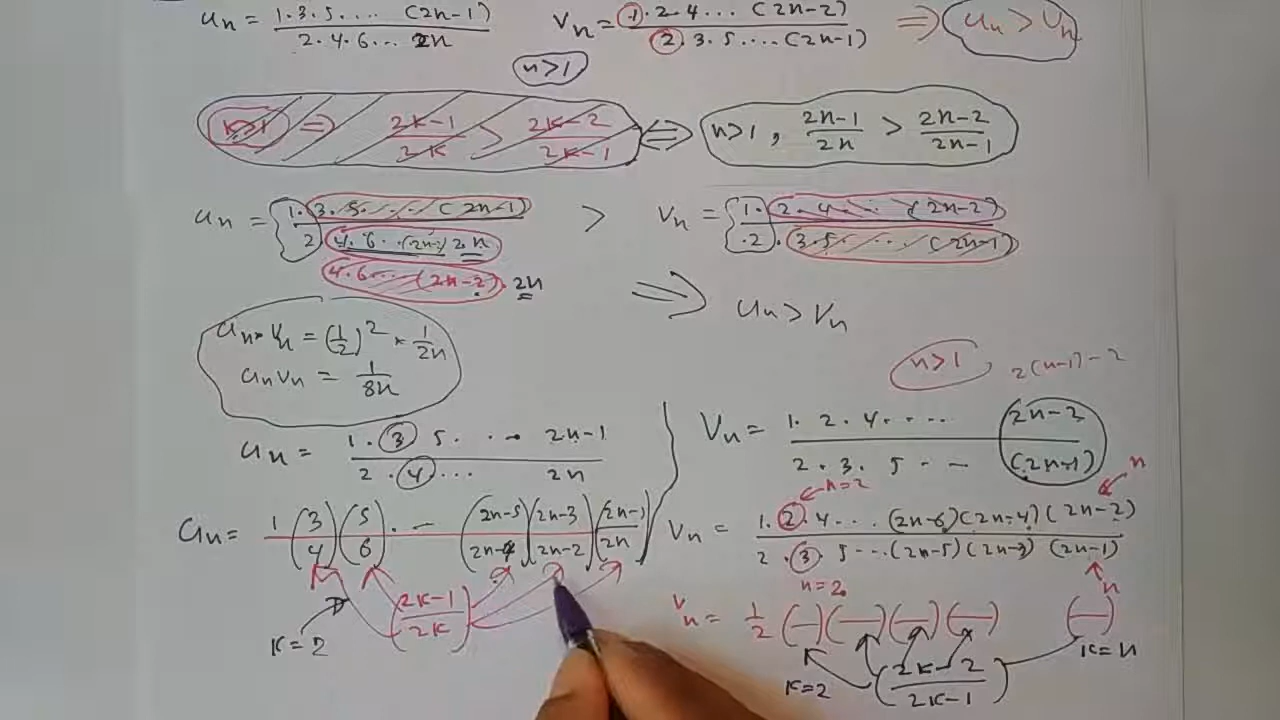 uₙ = 1.3.5.... (2n-1) / 2.4.6... 2n    Vₙ = 1.2.4... (2n-2) / 2.3.5....(2n-1) ⟹ uₙ > Vₙ
n>1
k>1 ⟹ 2k-1/2k > 2k-2/2k-1 ⟺ n>1, 2n-1/2n > 2n-2/2n-1
uₙ = 1.3.5..... (2n-1) / 2 4.6..(2n-) 2n > Vₙ = 1.2.4.... (2n-2) / .2.3.5.... (2n-1)
4.6... (2n-2).2n
⟹ uₙ > Vₙ
uₙ × Vₙ = (1/2)² × 1/2n
uₙVₙ = 1/8n
n>1 2(n-1)-2
uₙ = 1.3 5... 2n-1 / 2.4... 2n
Vₙ = 1.2.4..... 2n-2 / 2.3.5.-- (2n-1)
uₙ = 1 (3/4)(5/6).-- (2n-5/2n-4)(2n-3/2n-2)(2n-1/2n)
n=2 n
Vₙ = 1.2.4... (2n-6)(2n-4)(2n-2) / 2.3 5...(2n-5)(2n-3)(2n-1)
n=2 n
(2k-1/2k)
k=2
Vₙ = 1/2 (—)(—)(—)(—) (—)
k=2 (2k-2/2k-1) k=n